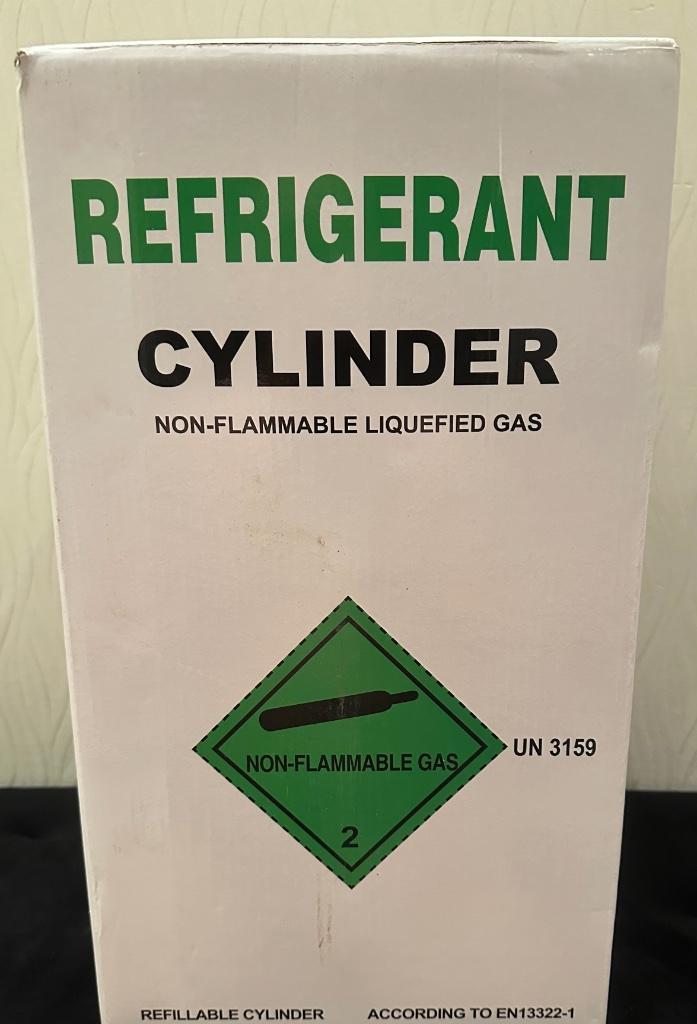 REFRIGERANT
CYLINDER
NON-FLAMMABLE LIQUEFIED GAS
NON-FLAMMABLE GAS
UN 3159
2
REFILLABLE CYLINDER ACCORDING TO EN13322-1